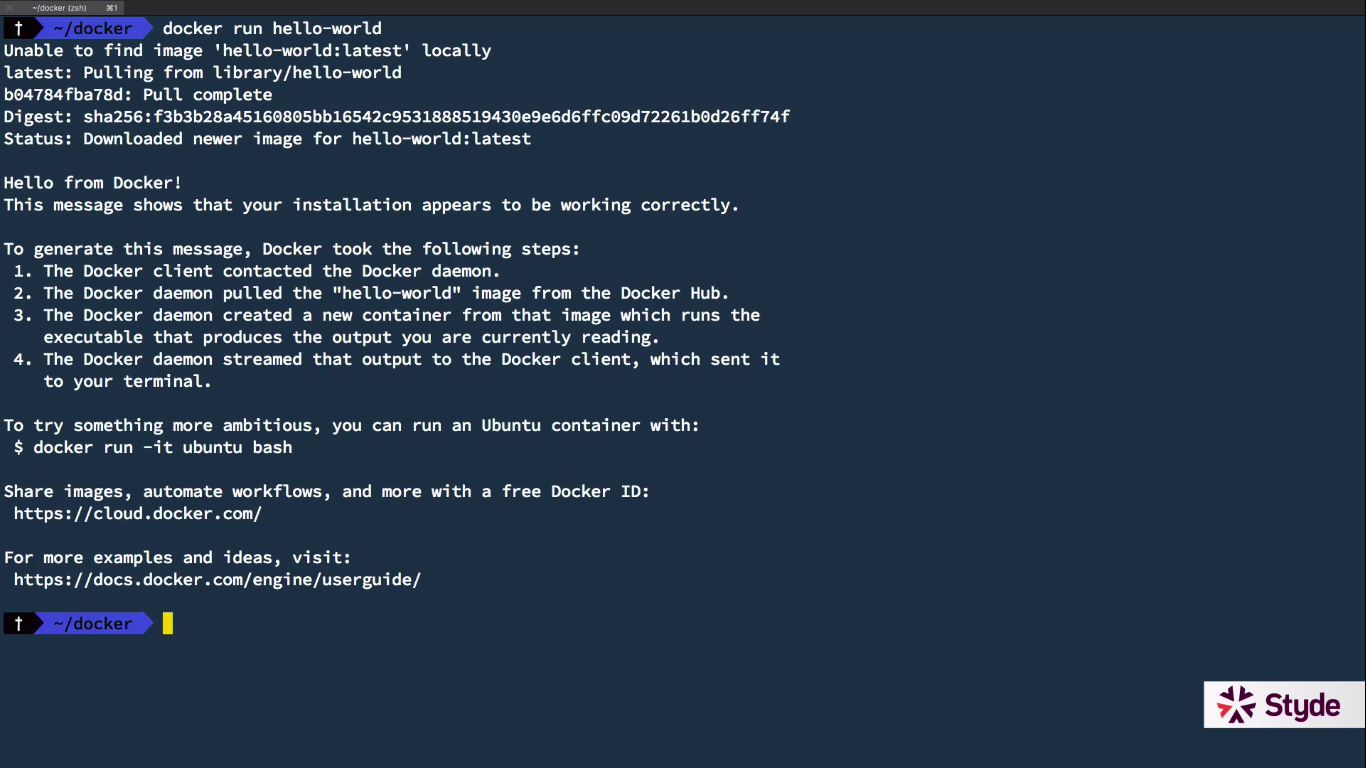 ~/docker (zsh) ⌘1
† ~/docker docker run hello-world
Unable to find image 'hello-world:latest' locally
latest: Pulling from library/hello-world
b04784fba78d: Pull complete
Digest: sha256:f3b3b28a45160805bb16542c9531888519430e9e6d6ffc09d72261b0d26ff74f
Status: Downloaded newer image for hello-world:latest
Hello from Docker!
This message shows that your installation appears to be working correctly.
To generate this message, Docker took the following steps:
1. The Docker client contacted the Docker daemon.
2. The Docker daemon pulled the "hello-world" image from the Docker Hub.
3. The Docker daemon created a new container from that image which runs the
executable that produces the output you are currently reading.
4. The Docker daemon streamed that output to the Docker client, which sent it
to your terminal.
To try something more ambitious, you can run an Ubuntu container with:
$ docker run -it ubuntu bash
Share images, automate workflows, and more with a free Docker ID:
https://cloud.docker.com/
For more examples and ideas, visit:
https://docs.docker.com/engine/userguide/
† ~/docker
Styde